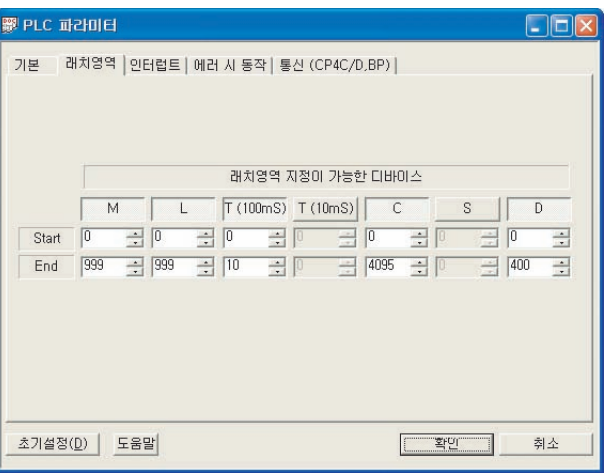 PLC 파라미터
기본 래치영역 인터럽트 에러 시 동작 통신 (CP4C/D,BP)
래치영역 지정이 가능한 디바이스
M L T (100mS) T (10mS) C S D
Start 0 0 0 0 0 0 0
End 999 999 10 0 4095 0 400
초기설정(D) 도움말 확인 취소